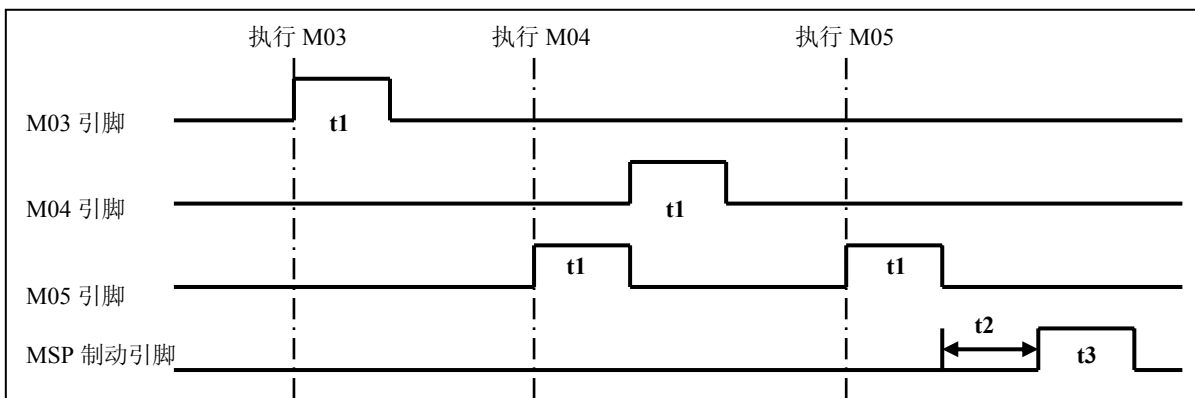 执行 M03
执行 M04
执行 M05
M03 引脚
t1
M04 引脚
t1
M05 引脚
t1
t1
MSP 制动引脚
t2
t3